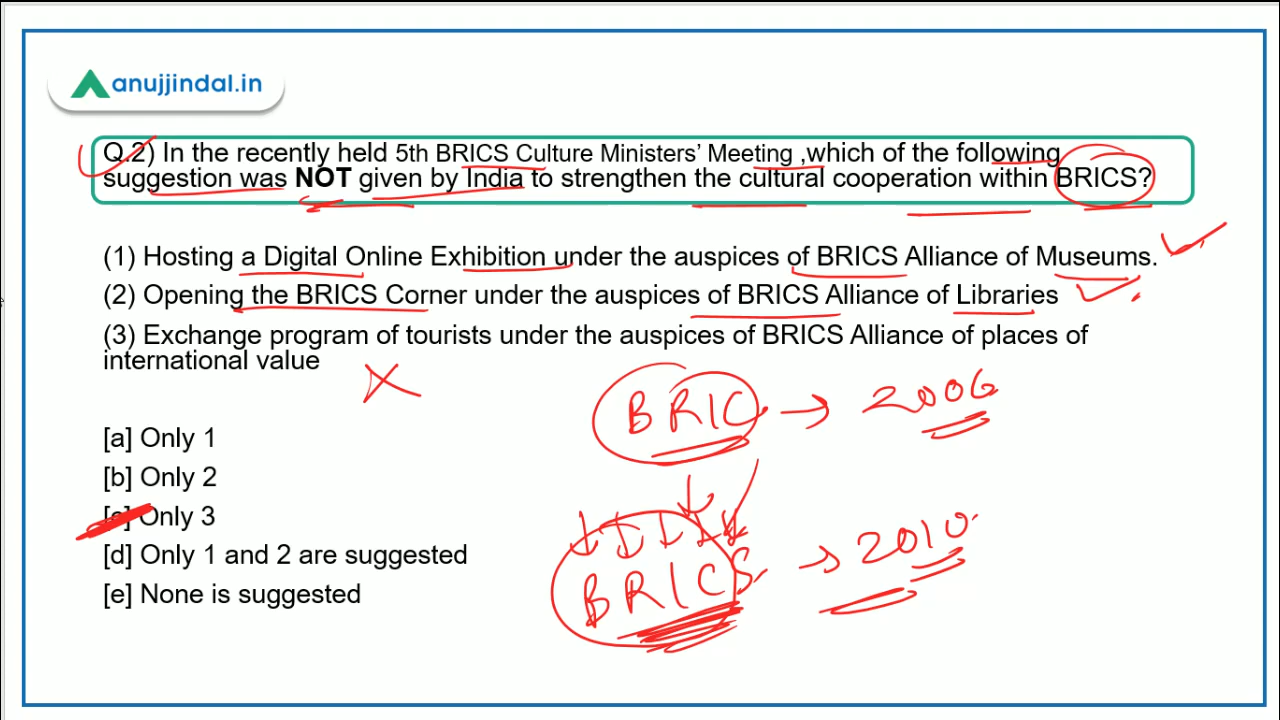 anujjindal.in
Q.2) In the recently held 5th BRICS Culture Ministers’ Meeting ,which of the following
suggestion was NOT given by India to strengthen the cultural cooperation within BRICS?
(1) Hosting a Digital Online Exhibition under the auspices of BRICS Alliance of Museums.
(2) Opening the BRICS Corner under the auspices of BRICS Alliance of Libraries
(3) Exchange program of tourists under the auspices of BRICS Alliance of places of
international value
BRIC → 2006
[a] Only 1
[b] Only 2
[c] Only 3
[d] Only 1 and 2 are suggested
BRICS → 2010
[e] None is suggested